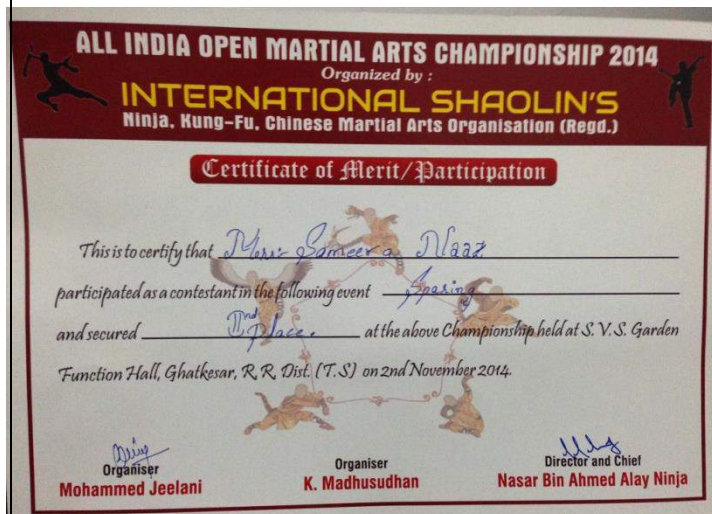 ALL INDIA OPEN MARTIAL ARTS CHAMPIONSHIP 2014
Organized by :
INTERNATIONAL SHAOLIN'S
Ninja, Kung-Fu, Chinese Martial Arts Organisation (Regd.)
Certificate of Merit/Participation
This is to certify that Sameera Naaz
participated as a contestant in the following event Sparing
and secured IInd place. at the above Championship held at S. V. S. Garden
Function Hall, Ghatkesar, R. R. Dist. (T.S) on 2nd November 2014.
Organiser
Mohammed Jeelani
Organiser
K. Madhusudhan
Director and Chief
Nasar Bin Ahmed Alay Ninja